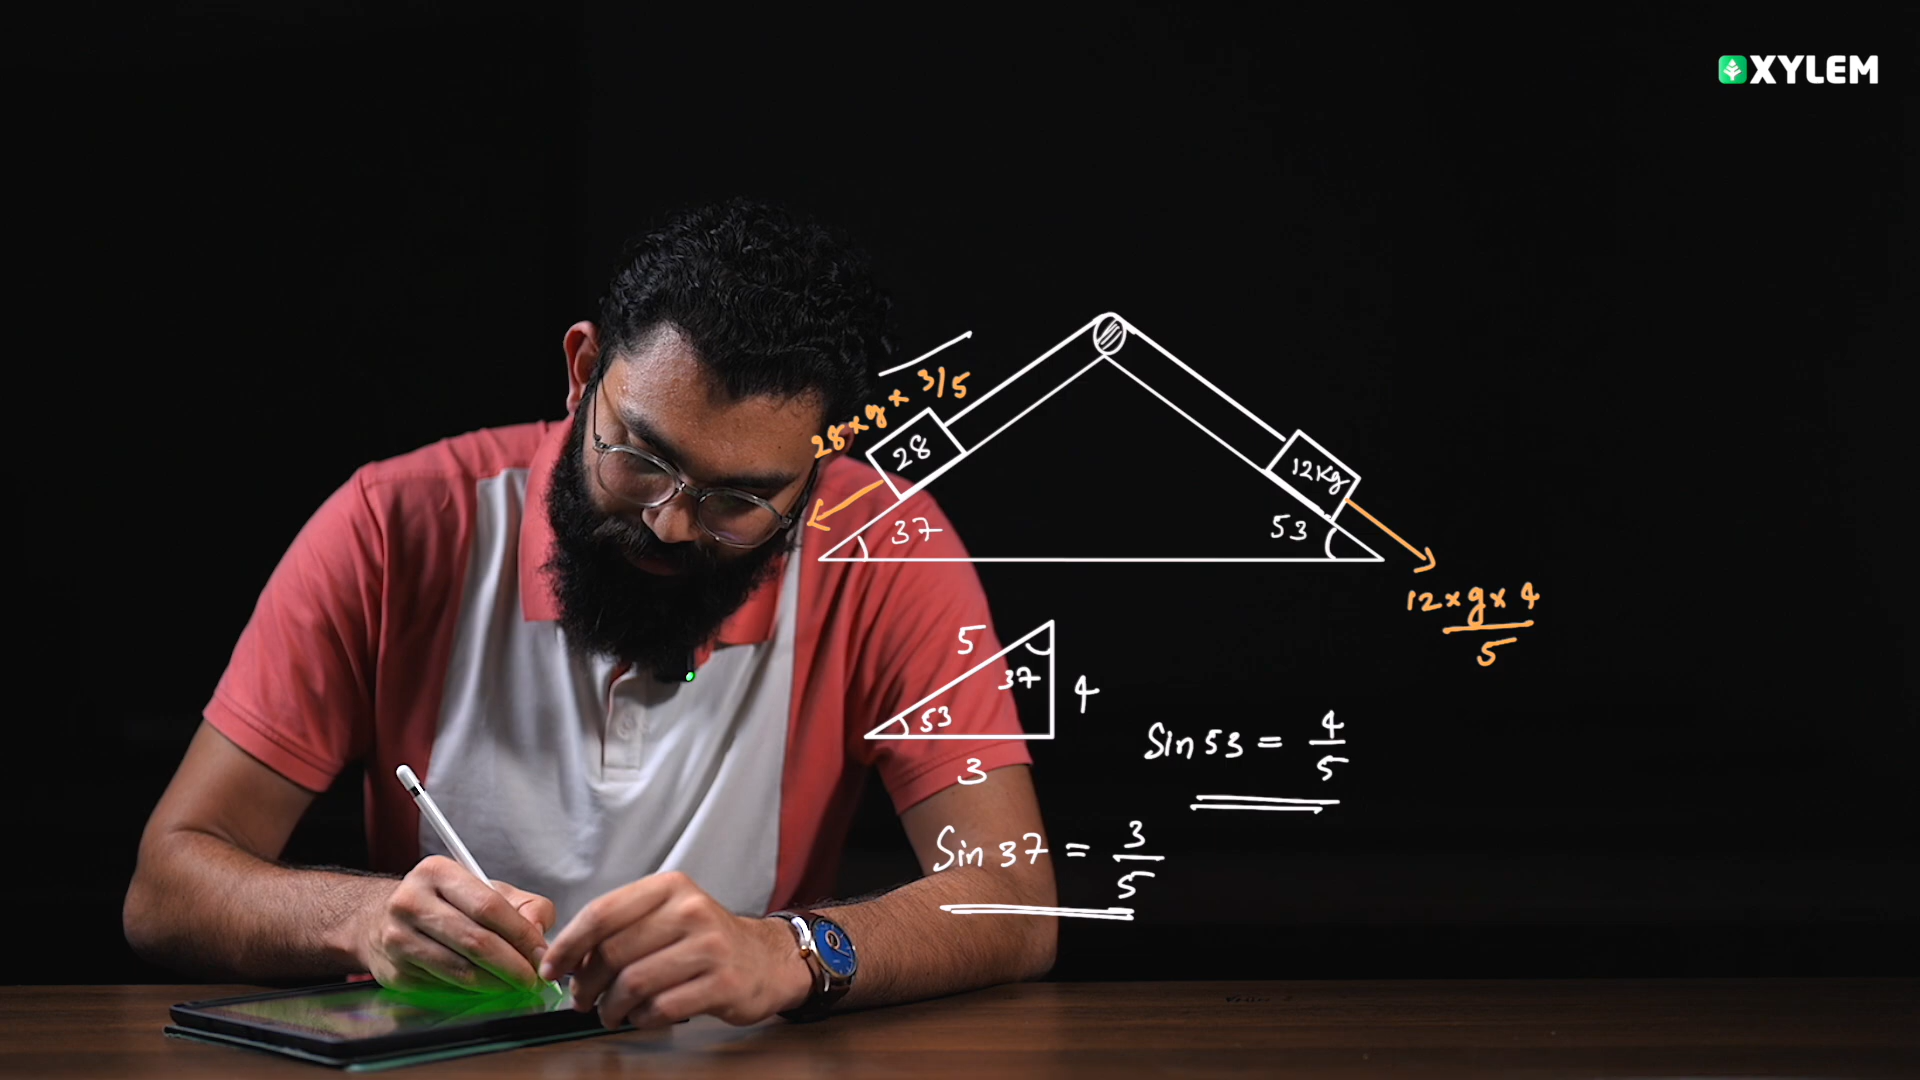 XYLEM
28×g×3/5
28
12Kg
37
53
12×g×4
5
5
37
4
53
3
Sin 53 = 4/5
Sin 37 = 3/5